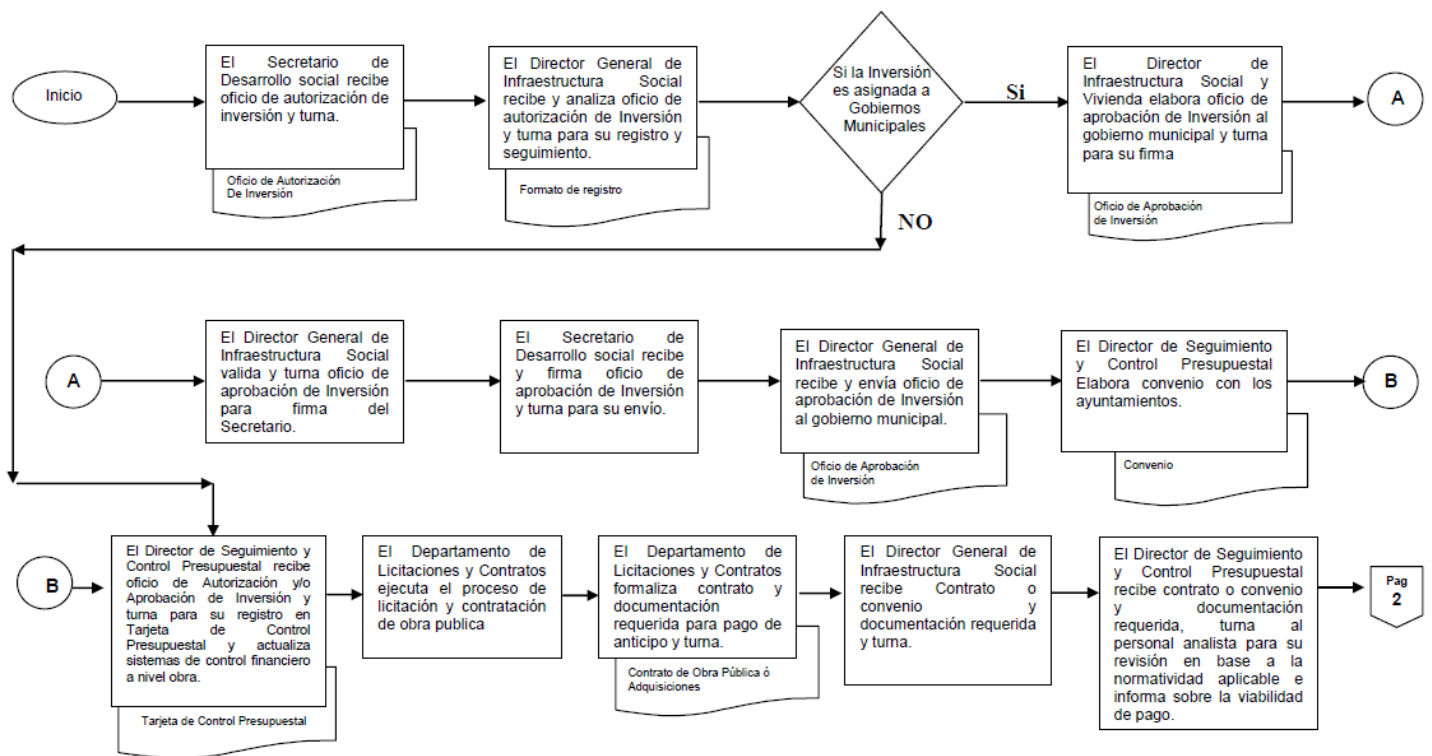 Inicio
El Secretario de
Desarrollo social recibe
oficio de autorización de
inversión y turna.
Oficio de Autorización
De Inversión
El Director General de
Infraestructura Social
recibe y analiza oficio de
autorización de Inversión
y turna para su registro y
seguimiento.
Formato de registro
Si la Inversión
es asignada a
Gobiernos
Municipales
Si
NO
El Director de
Infraestructura Social y
Vivienda elabora oficio de
aprobación de Inversión al
gobierno municipal y turna
para su firma
Oficio de Aprobación
de Inversión
A
A
El Director General de
Infraestructura Social
valida y turna oficio de
aprobación de Inversión
para firma del
Secretario.
El Secretario de
Desarrollo social recibe
y firma oficio de
aprobación de Inversión
y turna para su envío.
El Director General de
Infraestructura Social
recibe y envía oficio de
aprobación de Inversión
al gobierno municipal.
Oficio de Aprobación
de Inversión
El Director de Seguimiento
y Control Presupuestal
Elabora convenio con los
ayuntamientos.
Convenio
B
B
El Director de Seguimiento y
Control Presupuestal recibe
oficio de Autorización y/o
Aprobación de Inversión y
turna para su registro en
Tarjeta de Control
Presupuestal y actualiza
sistemas de control financiero
a nivel obra.
Tarjeta de Control Presupuestal
El Departamento de
Licitaciones y Contratos
ejecuta el proceso de
licitación y contratación
de obra publica
El Departamento de
Licitaciones y Contratos
formaliza contrato y
documentación
requerida para pago de
anticipo y turna.
Contrato de Obra Pública ó
Adquisiciones
El Director General de
Infraestructura Social
recibe Contrato o
convenio y
documentación requerida
y turna.
El Director de Seguimiento
y Control Presupuestal
recibe contrato o convenio
y documentación
requerida, turna al
personal analista para su
revisión en base a la
normatividad aplicable e
informa sobre la viabilidad
de pago.
Pag
2